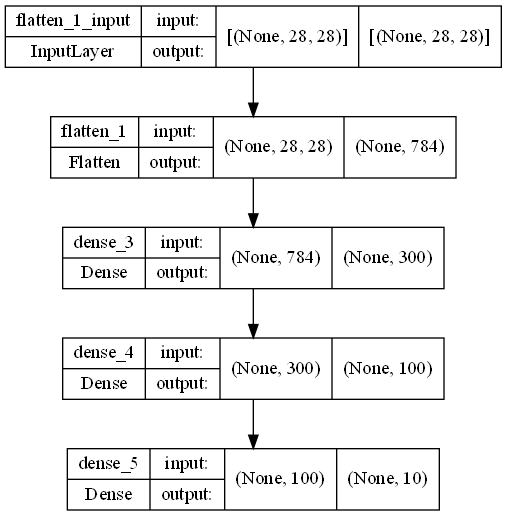 flatten_1_input input: [(None, 28, 28)] [(None, 28, 28)]
InputLayer output:
flatten_1 input: (None, 28, 28) (None, 784)
Flatten output:
dense_3 input: (None, 784) (None, 300)
Dense output:
dense_4 input: (None, 300) (None, 100)
Dense output:
dense_5 input: (None, 100) (None, 10)
Dense output: